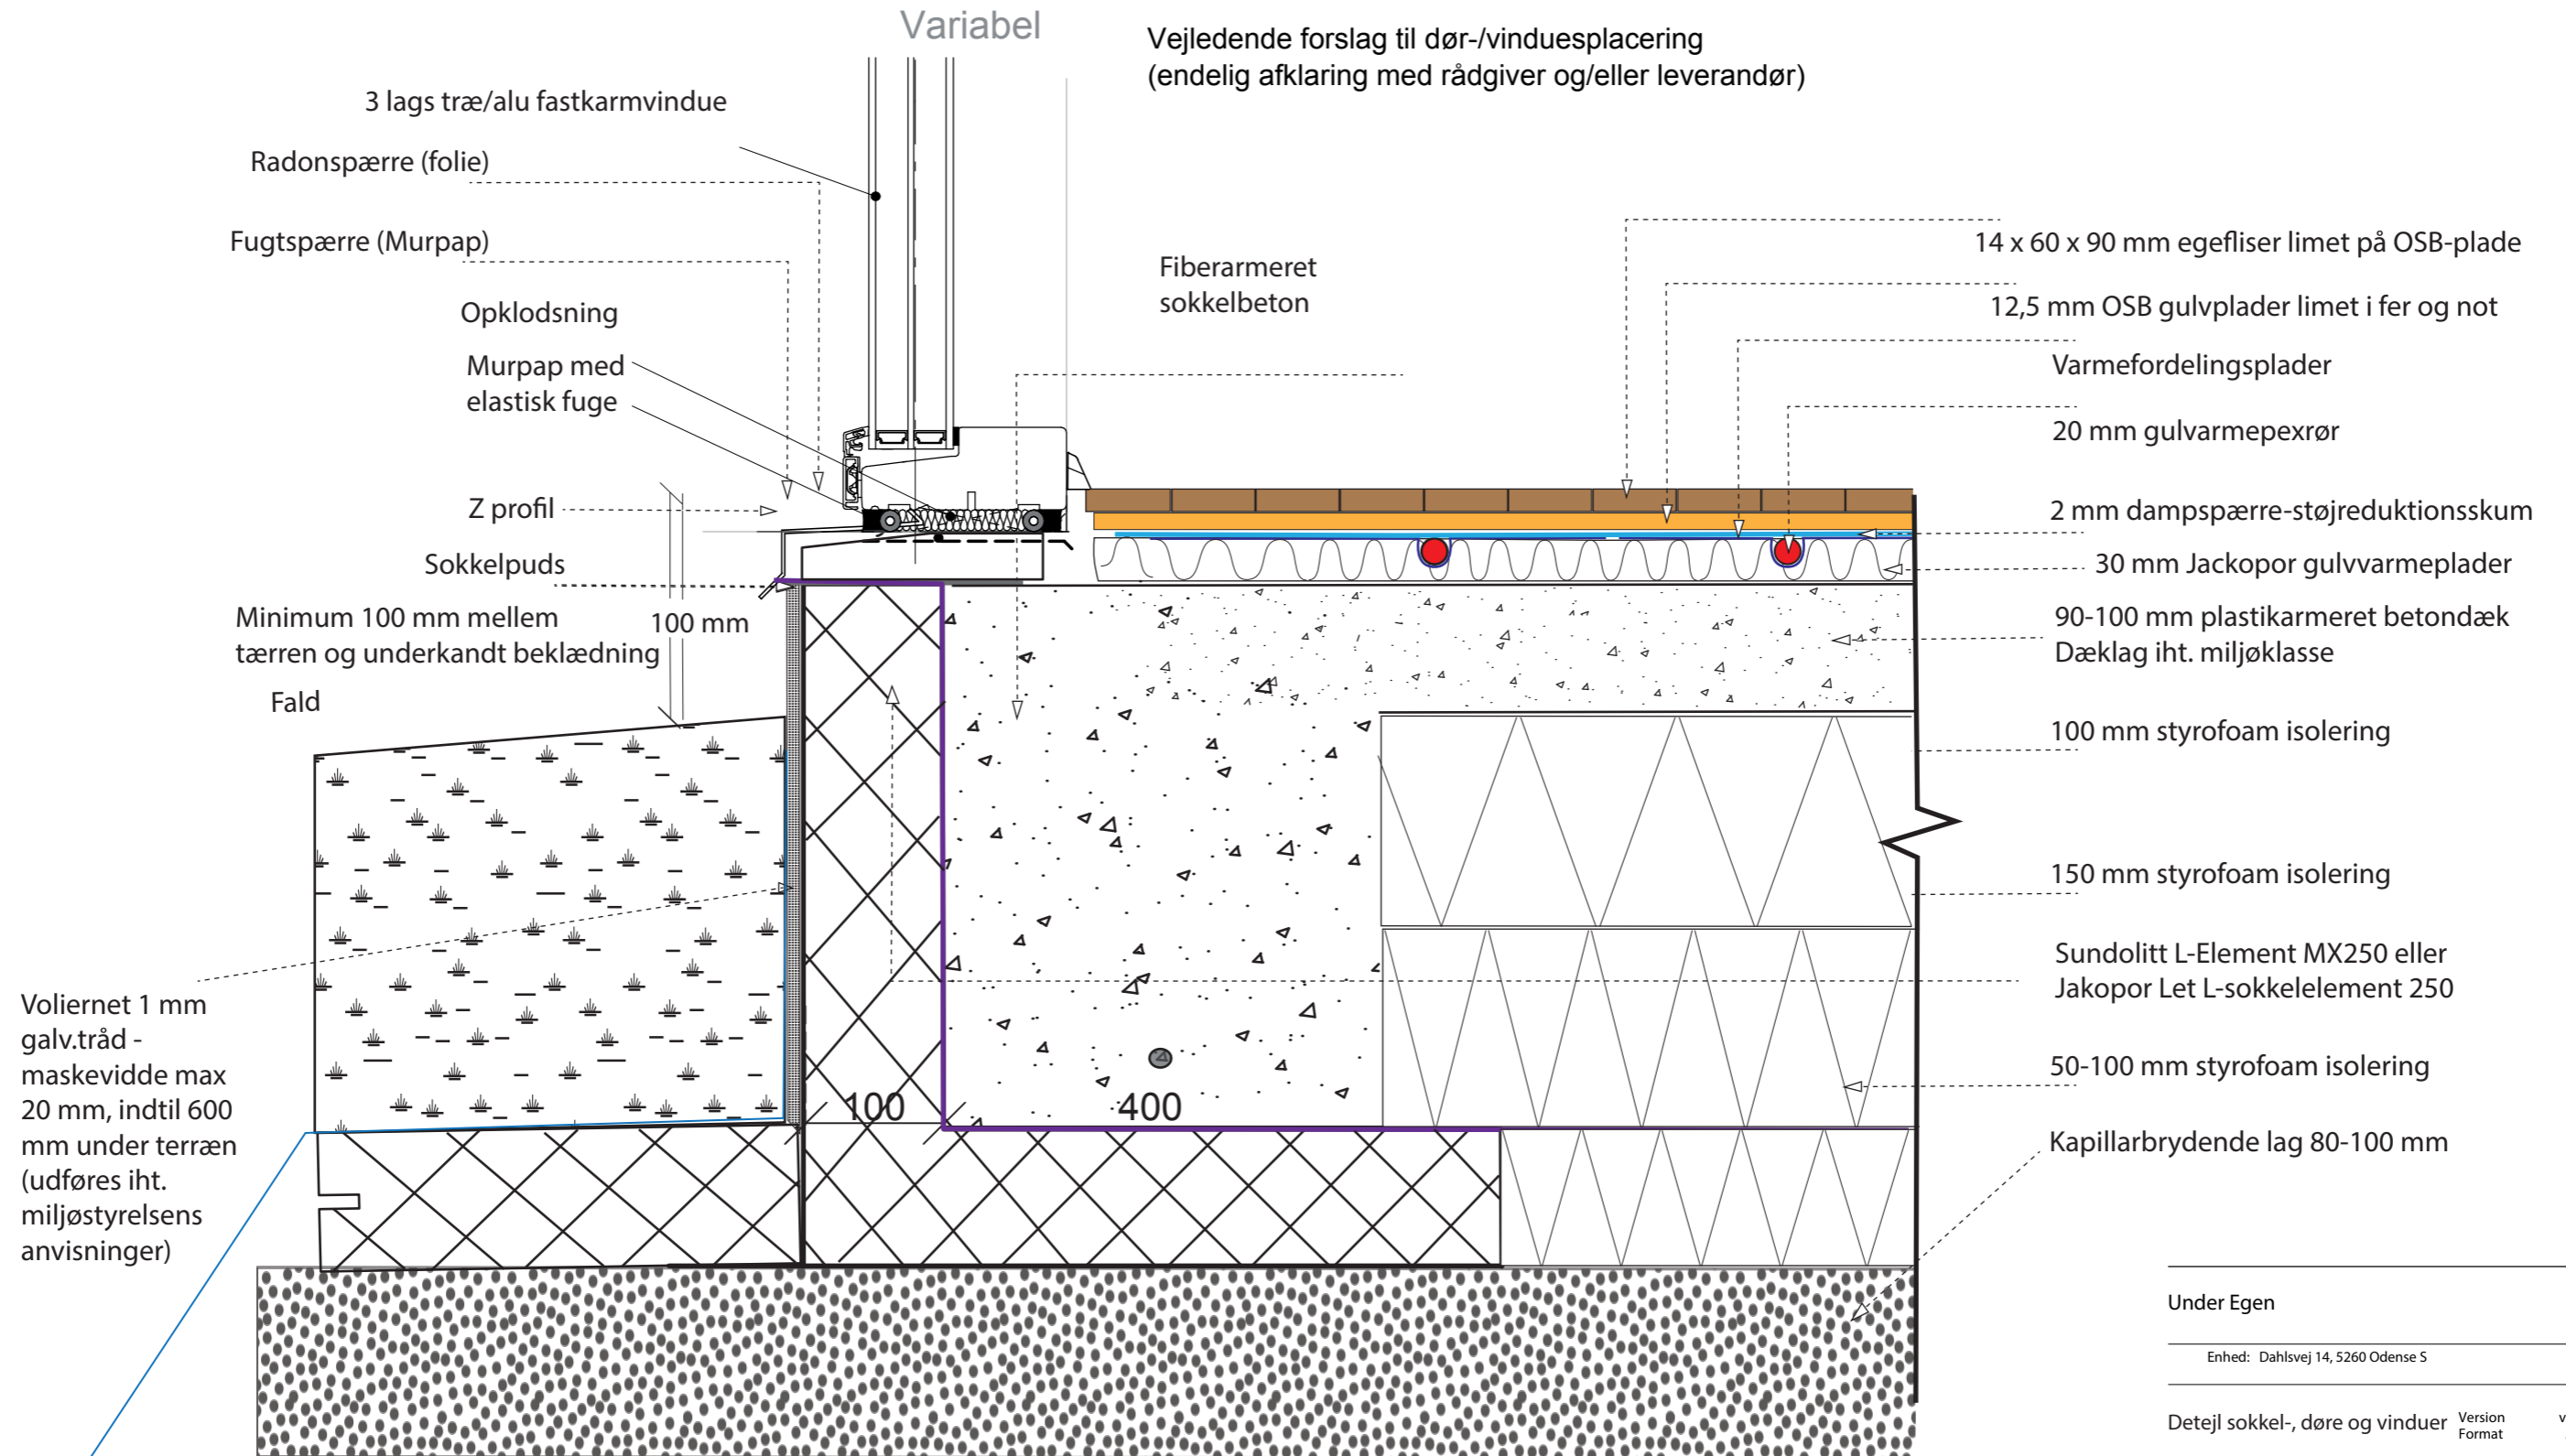 Variabel
Vejledende forslag til dør-/vinduesplacering
(endelig afklaring med rådgiver og/eller leverandør)
3 lags træ/alu fastkarmvindue
Radonspærre (folie)
Fugtspærre (Murpap)
Opklodsning
Murpap med
elastisk fuge
Z profil
Sokkelpuds
Minimum 100 mm mellem
tærren og underkandt beklædning
100 mm
Fald
Voliernet 1 mm
galv.tråd -
maskevidde max
20 mm, indtil 600
mm under terræn
(udføres iht.
miljøstyrelsens
anvisninger)
Fiberarmeret
sokkelbeton
100
400
14 x 60 x 90 mm egefliser limet på OSB-plade
12,5 mm OSB gulvplader limet i fer og not
Varmefordelingsplader
20 mm gulvarmepexrør
2 mm dampspærre-støjreduktionsskum
30 mm Jackopor gulvvarmeplader
90-100 mm plastikarmeret betondæk
Dæklag iht. miljøklasse
100 mm styrofoam isolering
150 mm styrofoam isolering
Sundolitt L-Element MX250 eller
Jakopor Let L-sokkelelement 250
50-100 mm styrofoam isolering
Kapillarbrydende lag 80-100 mm
Under Egen
Enhed: Dahlsvej 14, 5260 Odense S
Detejl sokkel-, døre og vinduer
Version
Format